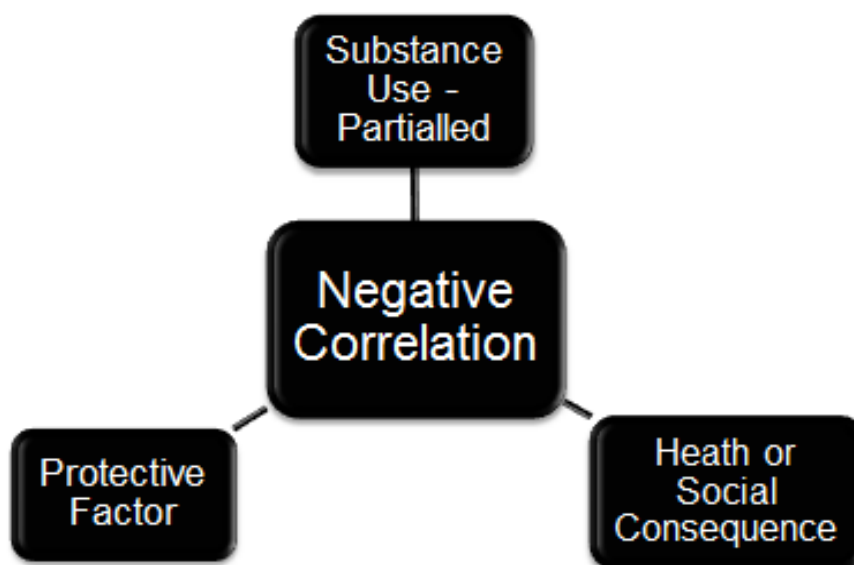 Substance
Use -
Partialled
Negative
Correlation
Protective
Factor
Heath or
Social
Consequence